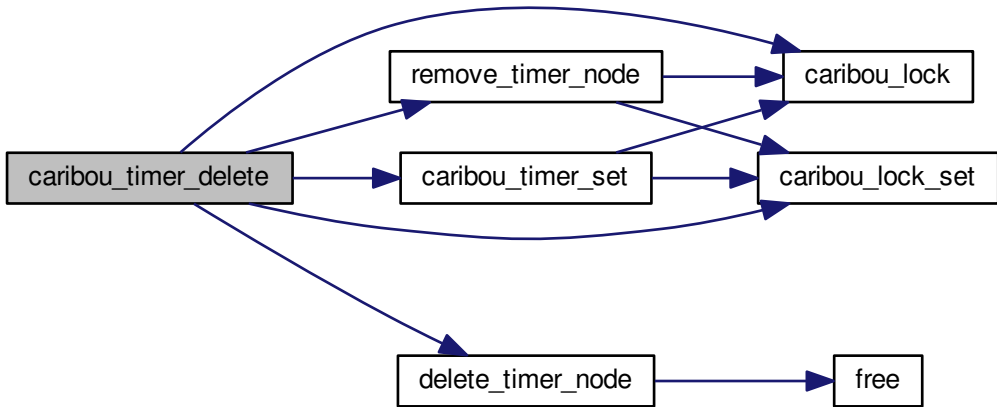 remove_timer_node
caribou_lock
caribou_timer_delete
caribou_timer_set
caribou_lock_set
delete_timer_node
free